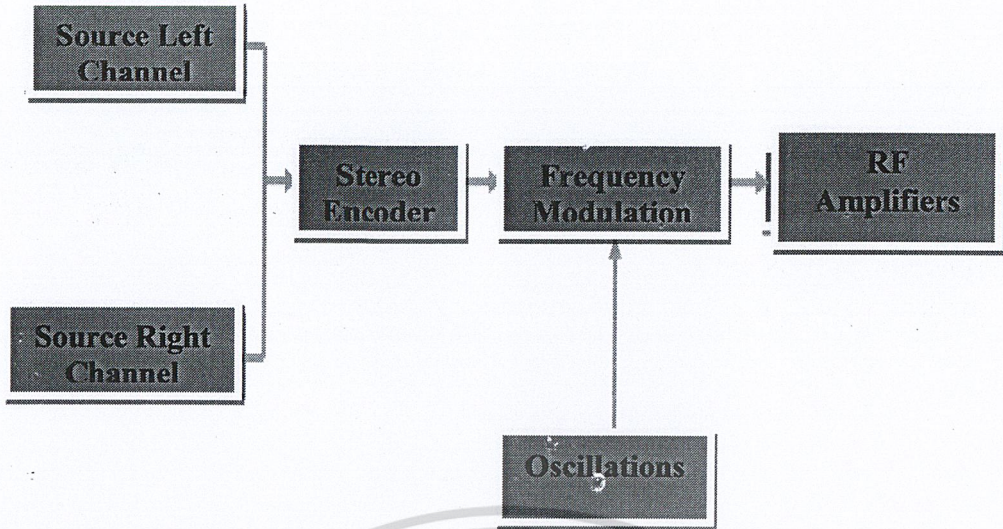 Source Left
Channel
Stereo
Encoder
Frequency
Modulation
RF
Amplifiers
Source Right
Channel
Oscillations